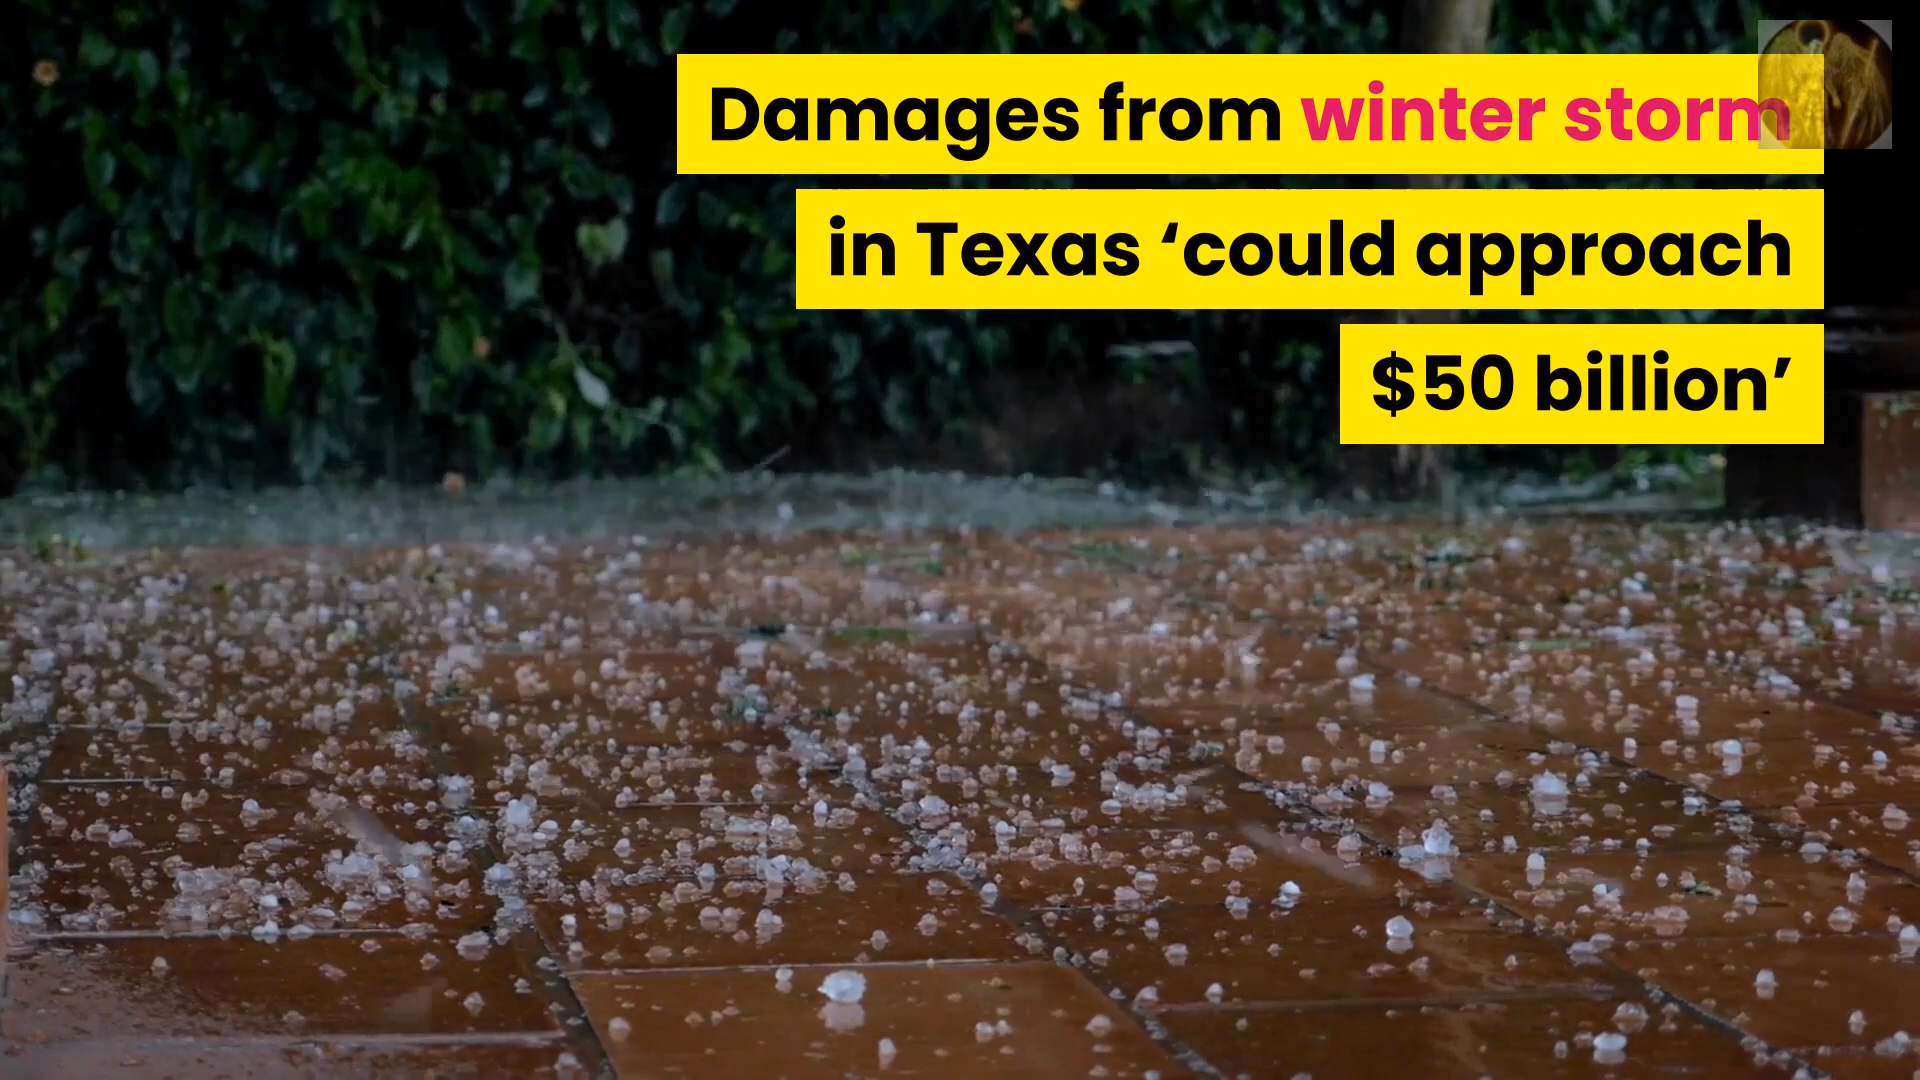 Damages from winter storm
in Texas ‘could approach
$50 billion’